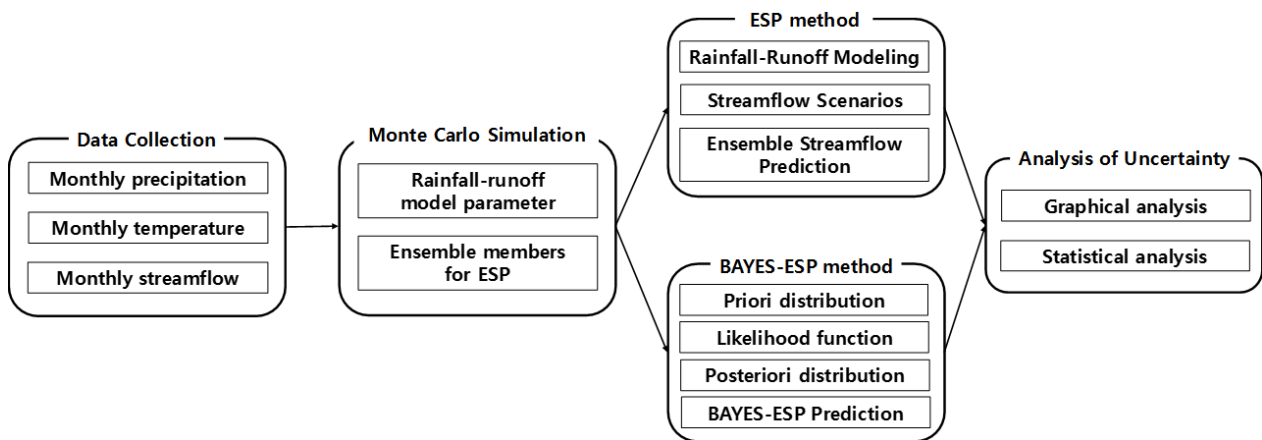 Data Collection
Monthly precipitation
Monthly temperature
Monthly streamflow
Monte Carlo Simulation
Rainfall-runoff
model parameter
Ensemble members
for ESP
ESP method
Rainfall-Runoff Modeling
Streamflow Scenarios
Ensemble Streamflow
Prediction
BAYES-ESP method
Priori distribution
Likelihood function
Posteriori distribution
BAYES-ESP Prediction
Analysis of Uncertainty
Graphical analysis
Statistical analysis